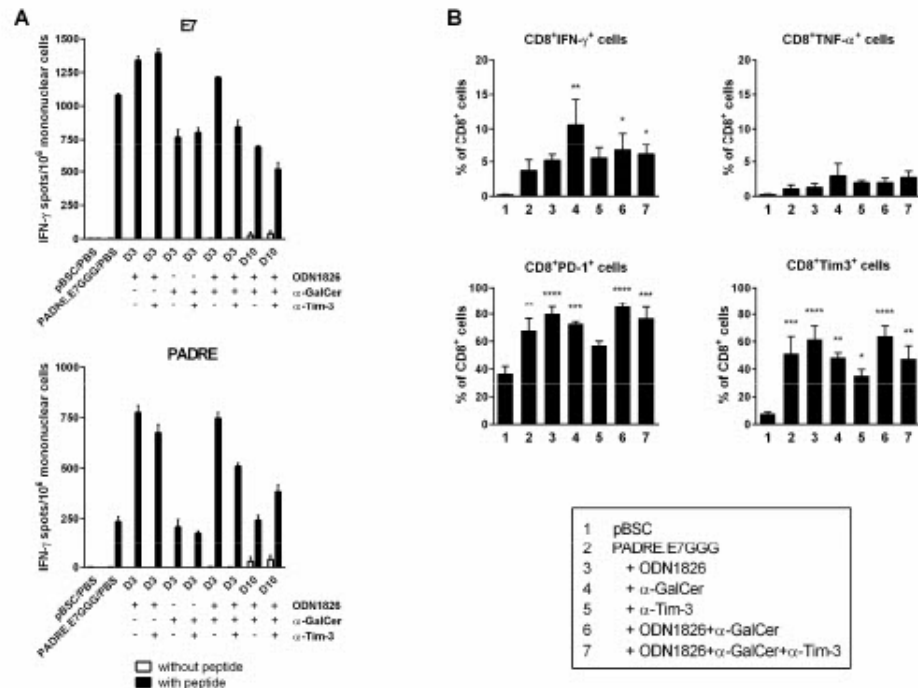 A
E7
IFN-γ spots/10⁶ mononuclear cells
1500
1250
1000
750
500
250
0
pBSC/PBS
PADRE.E7GGG/PBS
D3 D3 D3 D3 D3 D3 D10 D10
+ + - - + + + + ODN1826
- - + + + + + + α-GalCer
- + - + - + - + α-Tim-3
PADRE
IFN-γ spots/10⁶ mononuclear cells
1000
750
500
250
0
pBSC/PBS
PADRE.E7GGG/PBS
D3 D3 D3 D3 D3 D3 D10 D10
+ + - - + + + + ODN1826
- - + + + + + + α-GalCer
- + - + - + - + α-Tim-3
without peptide
with peptide
B
CD8⁺IFN-γ⁺ cells
% of CD8⁺ cells
20
15
10
5
0
** * *
1 2 3 4 5 6 7
CD8⁺TNF-α⁺ cells
% of CD8⁺ cells
20
15
10
5
0
1 2 3 4 5 6 7
CD8⁺PD-1⁺ cells
% of CD8⁺ cells
100
80
60
40
20
0
** **** *** **** ***
1 2 3 4 5 6 7
CD8⁺Tim3⁺ cells
% of CD8⁺ cells
100
80
60
40
20
0
*** **** ** * **** **
1 2 3 4 5 6 7
1 pBSC
2 PADRE.E7GGG
3 + ODN1826
4 + α-GalCer
5 + α-Tim-3
6 + ODN1826+α-GalCer
7 + ODN1826+α-GalCer+α-Tim-3